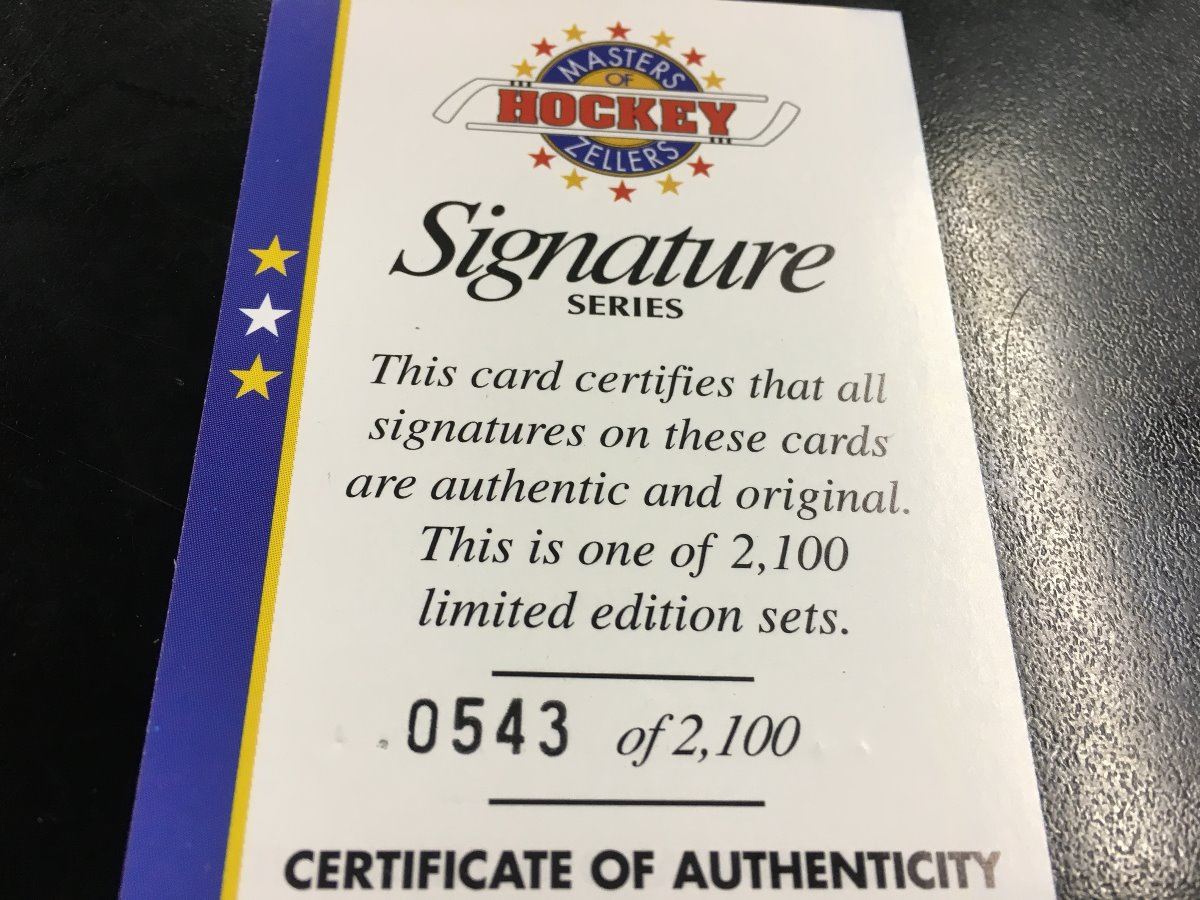 MASTERS
OF
HOCKEY
ZELLERS
Signature
SERIES
This card certifies that all
signatures on these cards
are authentic and original.
This is one of 2,100
limited edition sets.
0543 of 2,100
CERTIFICATE OF AUTHENTICITY